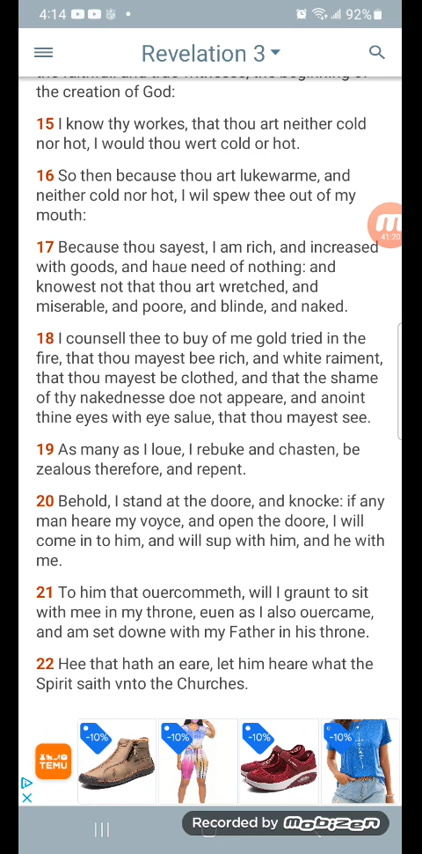 4:14
92%
Revelation 3
the creation of God:
15 I know thy workes, that thou art neither cold
nor hot, I would thou wert cold or hot.
16 So then because thou art lukewarme, and
neither cold nor hot, I wil spew thee out of my
mouth:
17 Because thou sayest, I am rich, and increased
with goods, and haue need of nothing: and
knowest not that thou art wretched, and
miserable, and poore, and blinde, and naked.
18 I counsell thee to buy of me gold tried in the
fire, that thou mayest bee rich, and white raiment,
that thou mayest be clothed, and that the shame
of thy nakednesse doe not appeare, and anoint
thine eyes with eye salue, that thou mayest see.
19 As many as I loue, I rebuke and chasten, be
zealous therefore, and repent.
20 Behold, I stand at the doore, and knocke: if any
man heare my voyce, and open the doore, I will
come in to him, and will sup with him, and he with
me.
21 To him that ouercommeth, will I graunt to sit
with mee in my throne, euen as I also ouercame,
and am set downe with my Father in his throne.
22 Hee that hath an eare, let him heare what the
Spirit saith vnto the Churches.
m
41:20
-10% -10% -10% -10%
TEMU
Recorded by mobizen